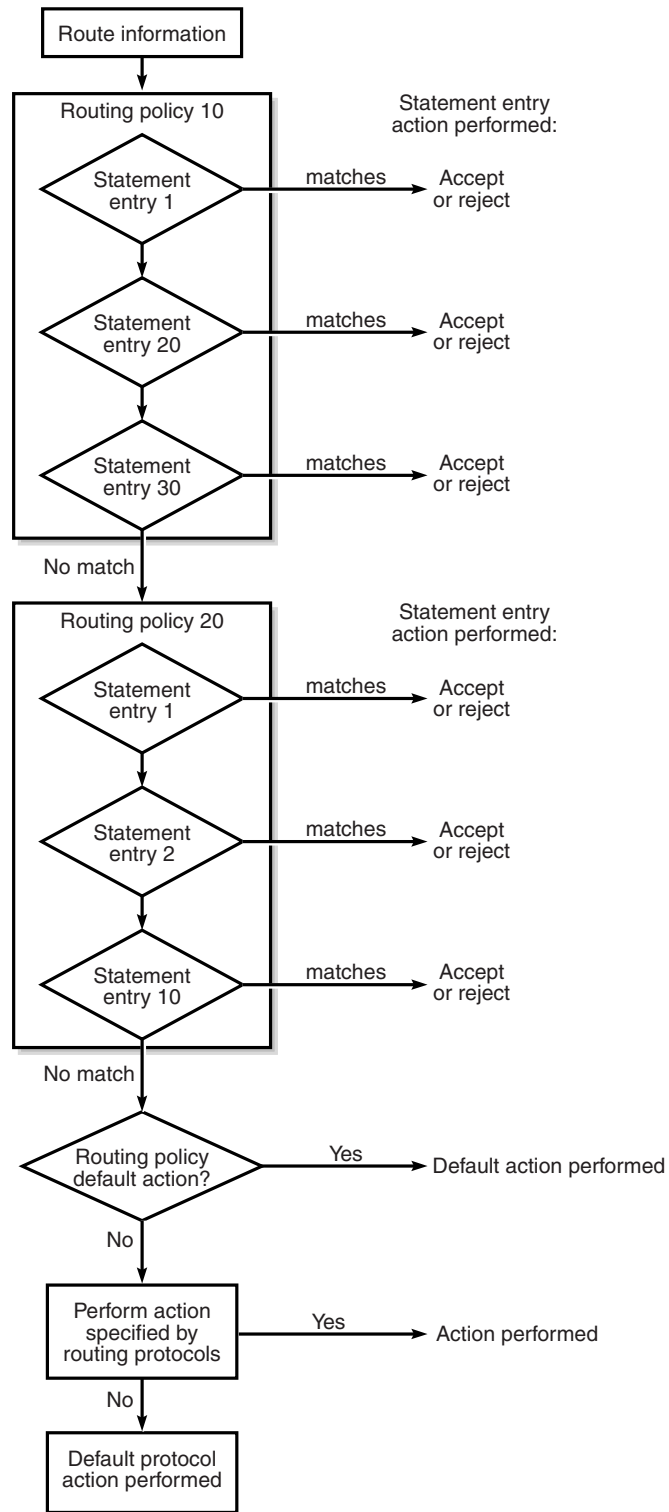 Route information
Routing policy 10
Statement entry
action performed:
Statement
entry 1
matches
Accept
or reject
Statement
entry 20
matches
Accept
or reject
Statement
entry 30
matches
Accept
or reject
No match
Routing policy 20
Statement entry
action performed:
Statement
entry 1
matches
Accept
or reject
Statement
entry 2
matches
Accept
or reject
Statement
entry 10
matches
Accept
or reject
No match
Routing policy
default action?
Yes
Default action performed
No
Perform action
specified by
routing protocols
Yes
Action performed
No
Default protocol
action performed